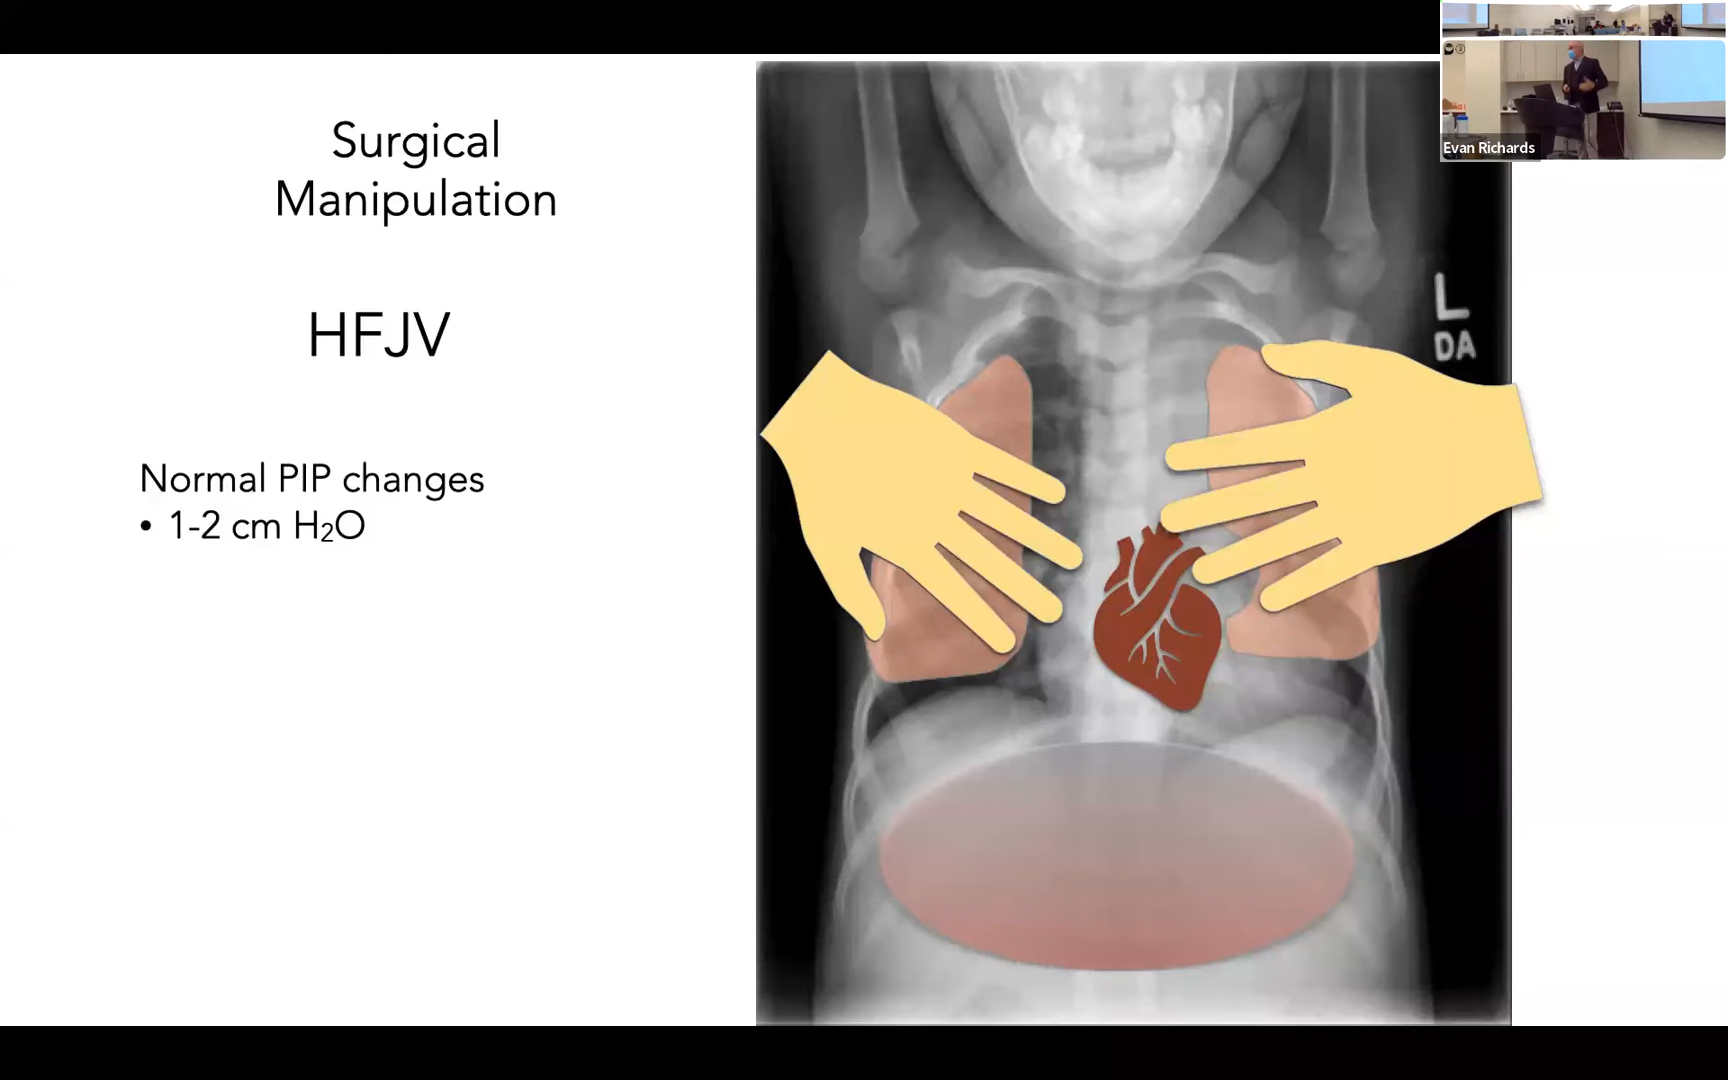 Surgical
Manipulation
HFJV
Normal PIP changes
• 1-2 cm H₂O
L
DA
Evan Richards